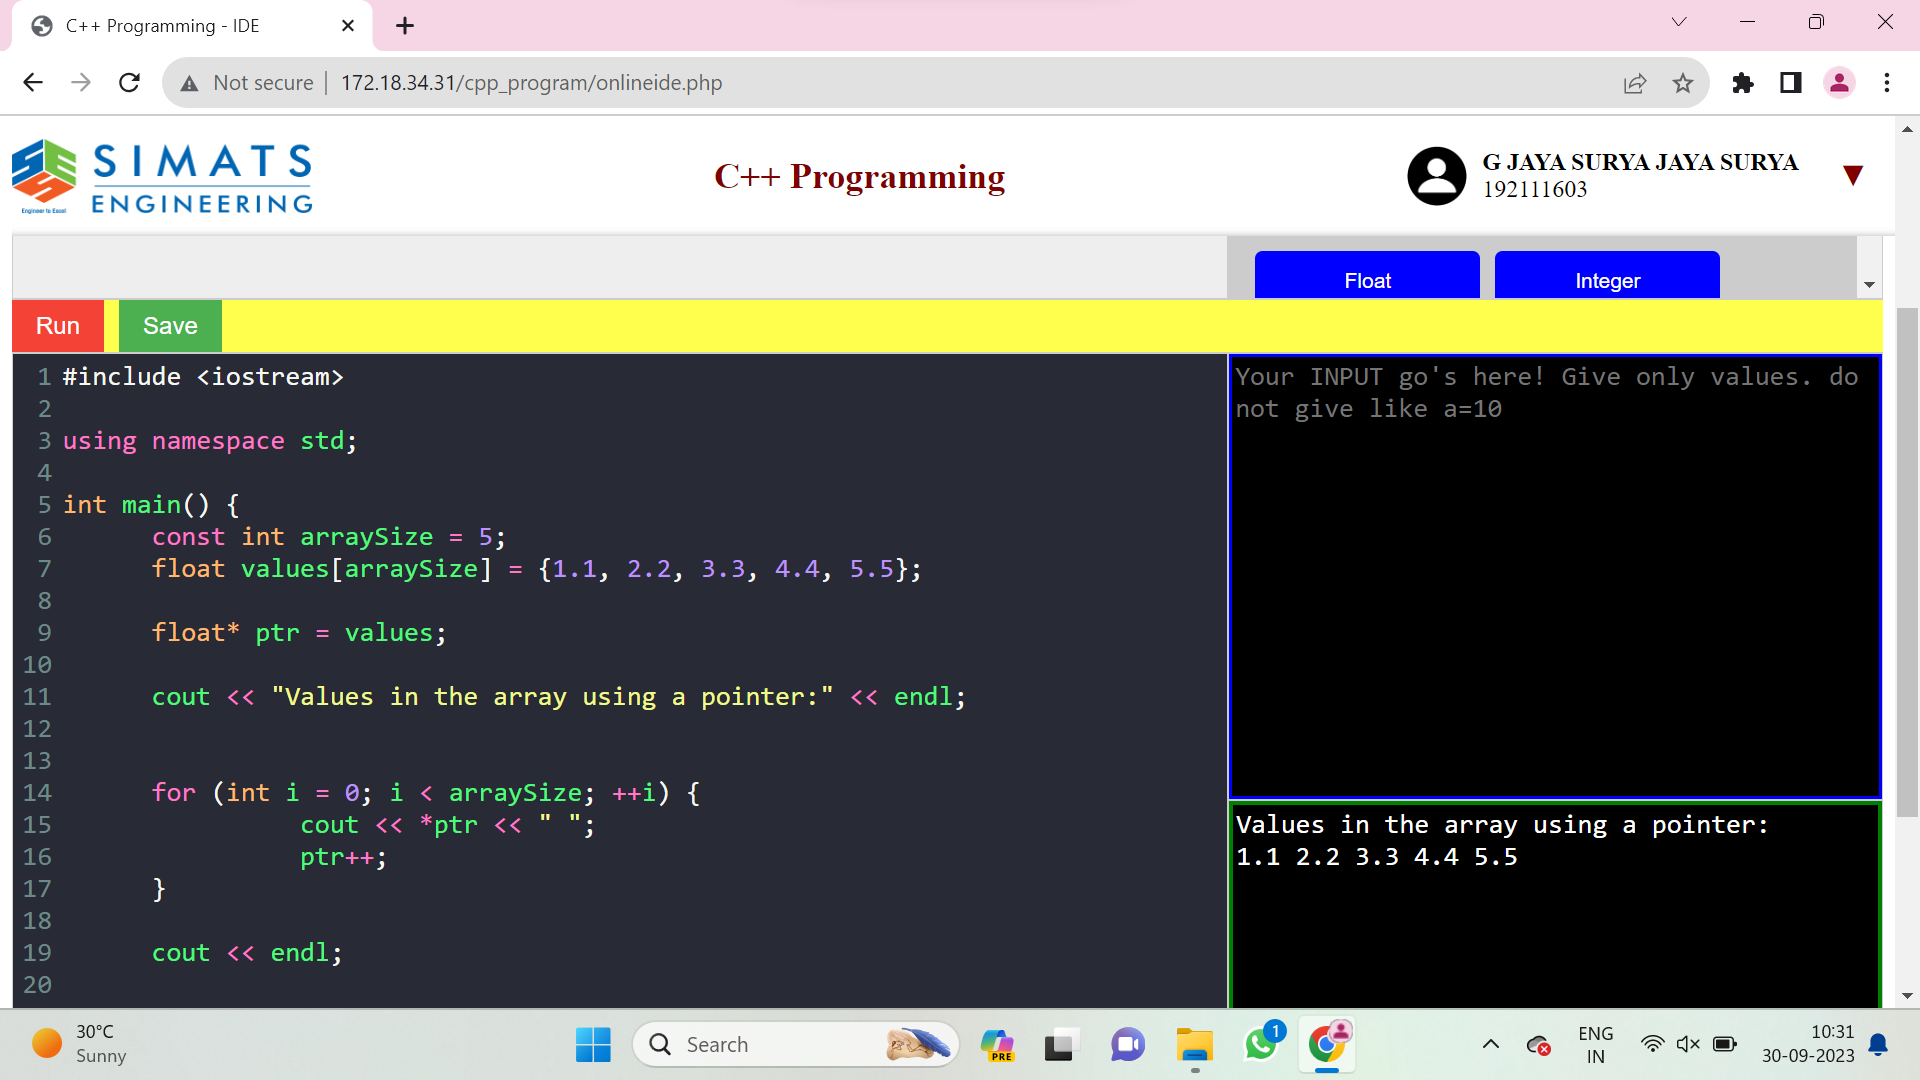 C++ Programming - IDE
Not secure
172.18.34.31/cpp_program/onlineide.php
SIMATS
ENGINEERING
Engineer to Excel
C++ Programming
G JAYA SURYA JAYA SURYA
192111603
Float
Integer
Run
Save
1 #include <iostream>
2
3 using namespace std;
4
5 int main() {
6 const int arraySize = 5;
7 float values[arraySize] = {1.1, 2.2, 3.3, 4.4, 5.5};
8
9 float* ptr = values;
10
11 cout << "Values in the array using a pointer:" << endl;
12
13
14 for (int i = 0; i < arraySize; ++i) {
15 cout << *ptr << " ";
16 ptr++;
17 }
18
19 cout << endl;
20
Your INPUT go's here! Give only values. do
not give like a=10
Values in the array using a pointer:
1.1 2.2 3.3 4.4 5.5
30°C
Sunny
Search
PRE
1
ENG
IN
10:31
30-09-2023